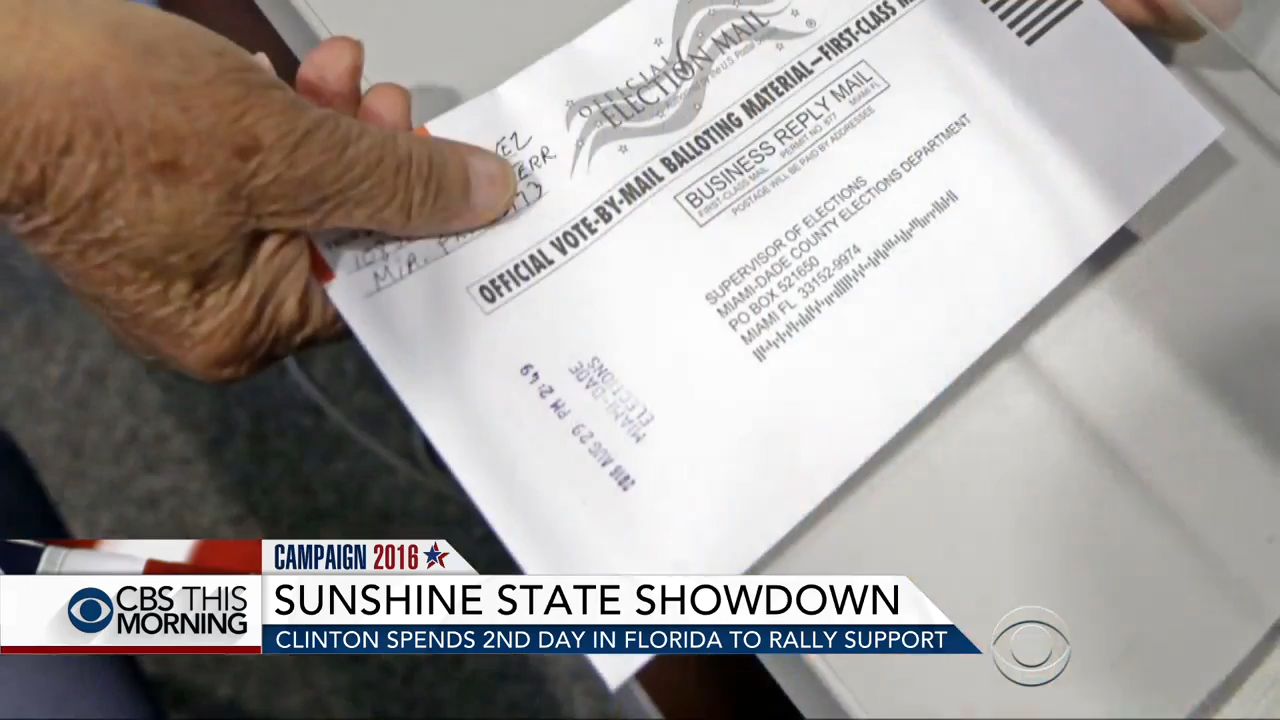 OFFICIAL
ELECTION MAIL
OFFICIAL VOTE-BY-MAIL BALLOTING MATERIAL—FIRST-CLASS M
BUSINESS REPLY MAIL
FIRST-CLASS MAIL PERMIT NO. 877 MIAMI FL
POSTAGE WILL BE PAID BY ADDRESSEE
SUPERVISOR OF ELECTIONS
MIAMI-DADE COUNTY ELECTIONS DEPARTMENT
PO BOX 521650
MIAMI FL 33152-9974
MIAMI-DADE
ELECTIONS
2016 AUG 29 PM 2:49
CAMPAIGN 2016
CBS THIS
MORNING
SUNSHINE STATE SHOWDOWN
CLINTON SPENDS 2ND DAY IN FLORIDA TO RALLY SUPPORT